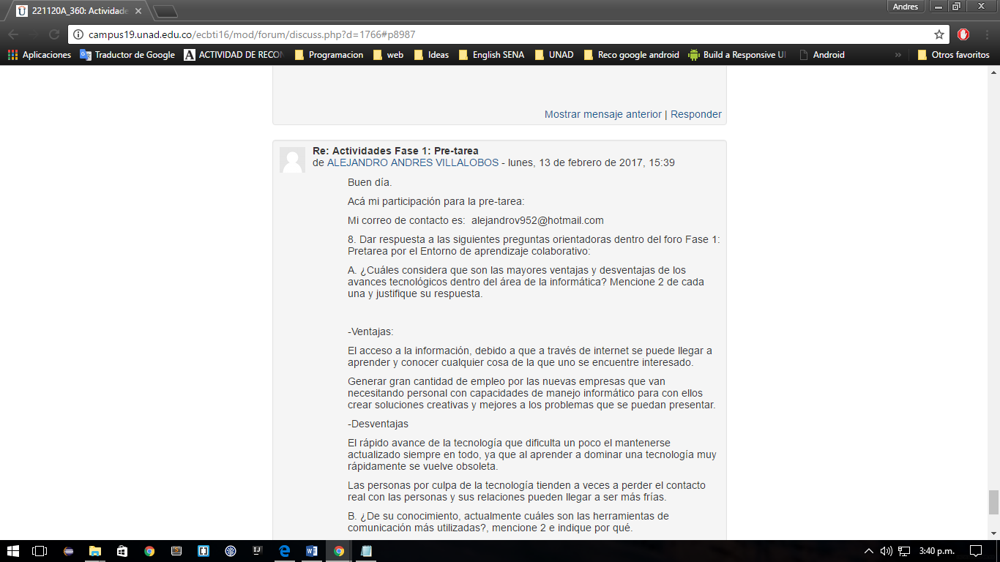 221120A_360: Actividade
Andres
campus19.unad.edu.co/ecbti16/mod/forum/discuss.php?d=1766#p8987
Aplicaciones Traductor de Google ACTIVIDAD DE RECON Programacion web Ideas English SENA UNAD Reco google android Build a Responsive UI Android » Otros favoritos
Mostrar mensaje anterior | Responder
Re: Actividades Fase 1: Pre-tarea
de ALEJANDRO ANDRES VILLALOBOS - lunes, 13 de febrero de 2017, 15:39
Buen día.
Acá mi participación para la pre-tarea:
Mi correo de contacto es: alejandrov952@hotmail.com
8. Dar respuesta a las siguientes preguntas orientadoras dentro del foro Fase 1:
Pretarea por el Entorno de aprendizaje colaborativo:
A. ¿Cuáles considera que son las mayores ventajas y desventajas de los
avances tecnológicos dentro del área de la informática? Mencione 2 de cada
una y justifique su respuesta.
-Ventajas:
El acceso a la información, debido a que a través de internet se puede llegar a
aprender y conocer cualquier cosa de la que uno se encuentre interesado.
Generar gran cantidad de empleo por las nuevas empresas que van
necesitando personal con capacidades de manejo informático para con ellos
crear soluciones creativas y mejores a los problemas que se puedan presentar.
-Desventajas
El rápido avance de la tecnología que dificulta un poco el mantenerse
actualizado siempre en todo, ya que al aprender a dominar una tecnología muy
rápidamente se vuelve obsoleta.
Las personas por culpa de la tecnología tienden a veces a perder el contacto
real con las personas y sus relaciones pueden llegar a ser más frías.
B. ¿De su conocimiento, actualmente cuáles son las herramientas de
comunicación más utilizadas?, mencione 2 e indique por qué.
3:40 p.m.